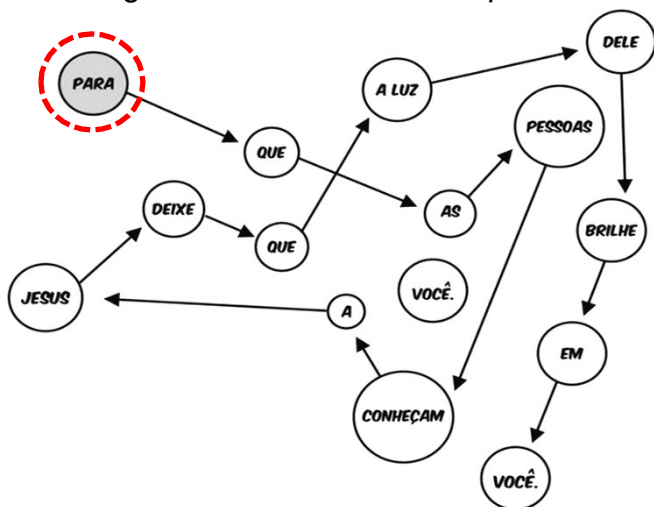 PARA
QUE
AS
PESSOAS
CONHEÇAM
A
JESUS
DEIXE
QUE
A LUZ
DELE
BRILHE
EM
VOCÊ.
VOCÊ.